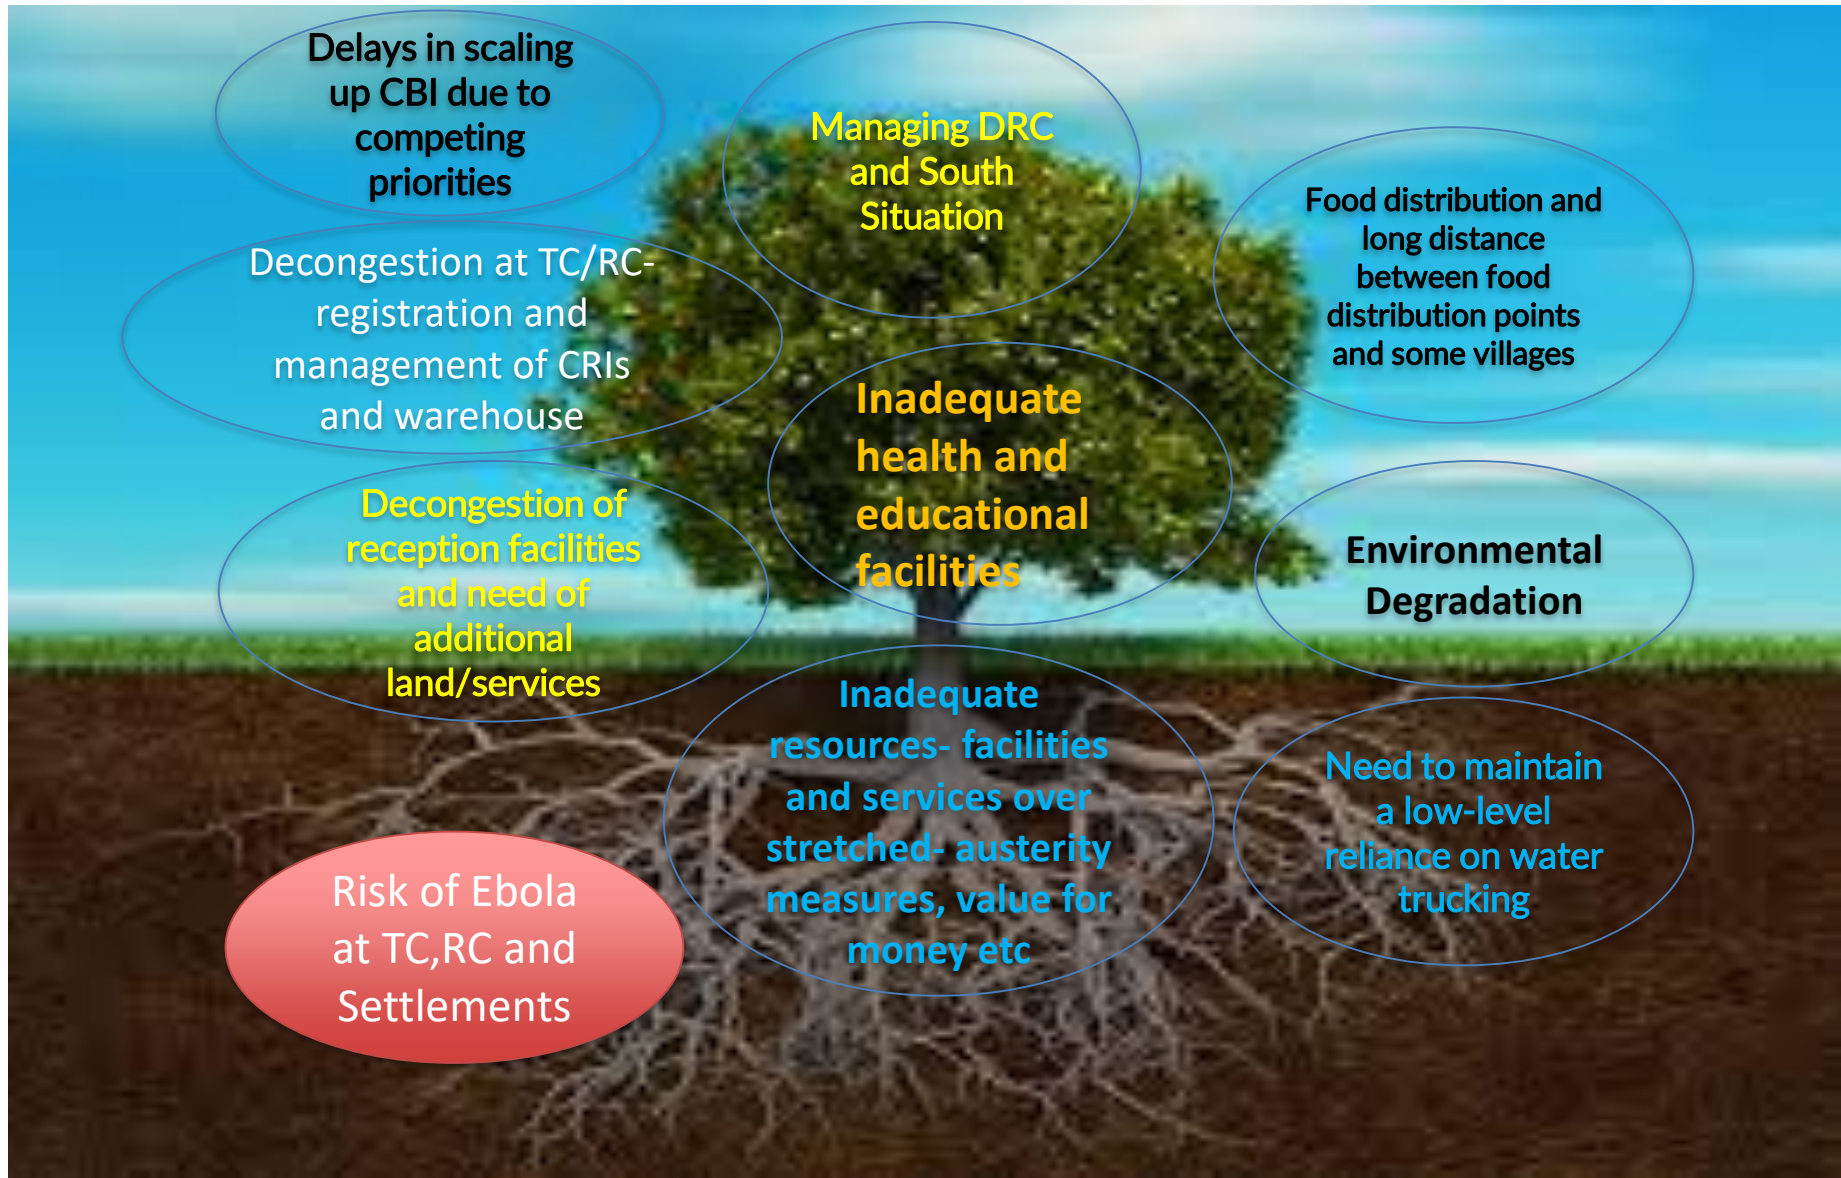 Delays in scaling
up CBI due to
competing
priorities
Managing DRC
and South
Situation
Food distribution and
long distance
between food
distribution points
and some villages
Decongestion at TC/RC-
registration and
management of CRIs
and warehouse
Inadequate
health and
educational
facilities
Decongestion of
reception facilities
and need of
additional
land/services
Environmental
Degradation
Inadequate
resources- facilities
and services over
stretched- austerity
measures, value for
money etc
Need to maintain
a low-level
reliance on water
trucking
Risk of Ebola
at TC,RC and
Settlements